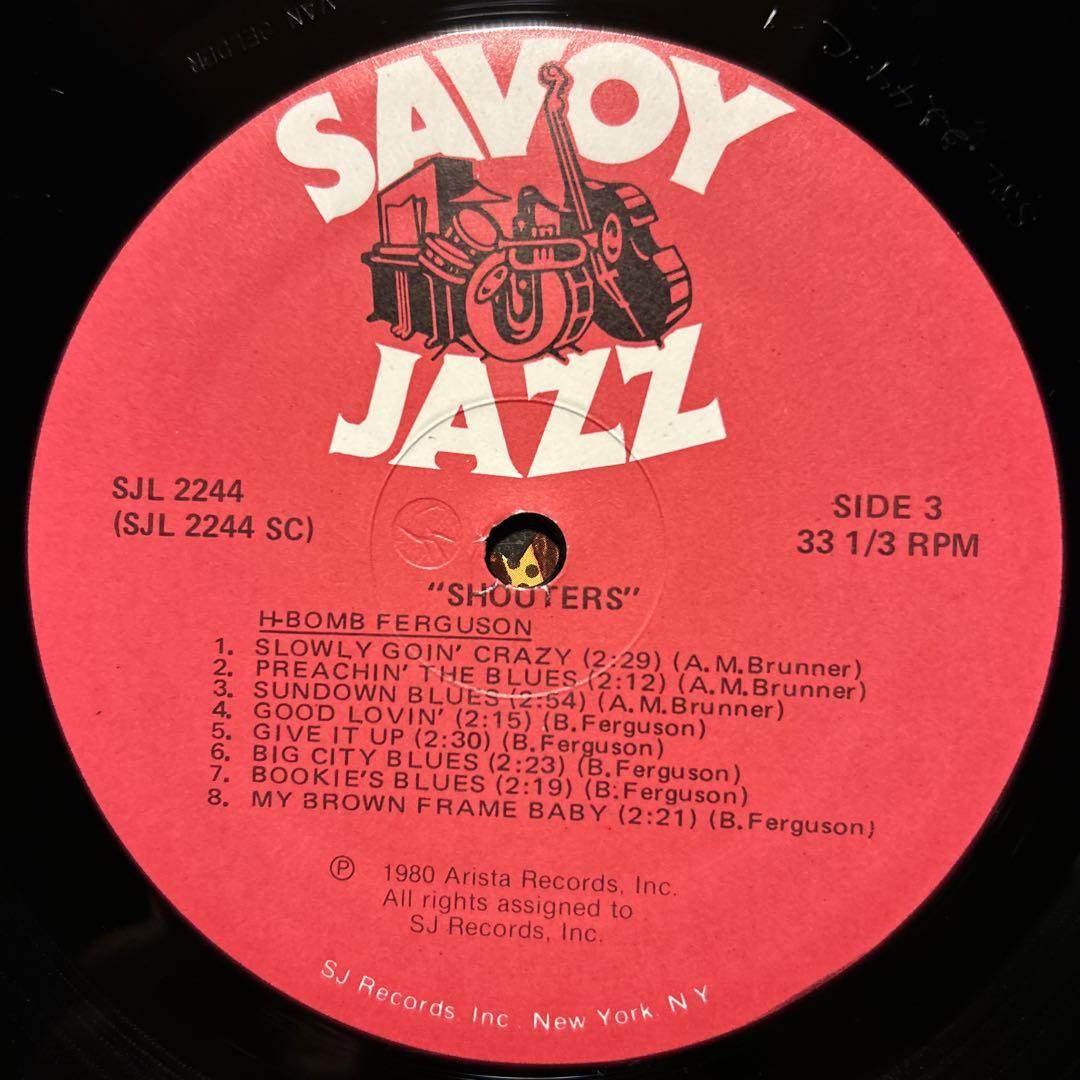 VAN GELDER
SAVOY
JAZZ
SJL 2244
(SJL 2244 SC)
SIDE 3
33 1/3 RPM
"SHOUTERS"
H-BOMB FERGUSON
1. SLOWLY GOIN' CRAZY (2:29) (A.M.Brunner)
2. PREACHIN' THE BLUES (2:12) (A.M.Brunner)
3. SUNDOWN BLUES (2:54) (A.M.Brunner)
4. GOOD LOVIN' (2:15) (B.Ferguson)
5. GIVE IT UP (2:30) (B.Ferguson)
6. BIG CITY BLUES (2:23) (B.Ferguson)
7. BOOKIE'S BLUES (2:19) (B.Ferguson)
8. MY BROWN FRAME BABY (2:21) (B.Ferguson)
Ⓟ 1980 Arista Records, Inc.
All rights assigned to
SJ Records, Inc.
SJ Records, Inc. New York, N Y